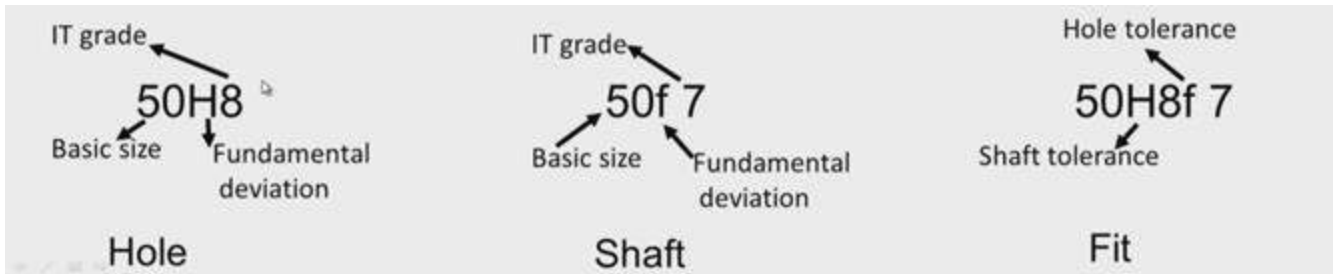 IT grade
50H8
Basic size
Fundamental
deviation
Hole
IT grade
50f 7
Basic size
Fundamental
deviation
Shaft
Hole tolerance
50H8f 7
Shaft tolerance
Fit